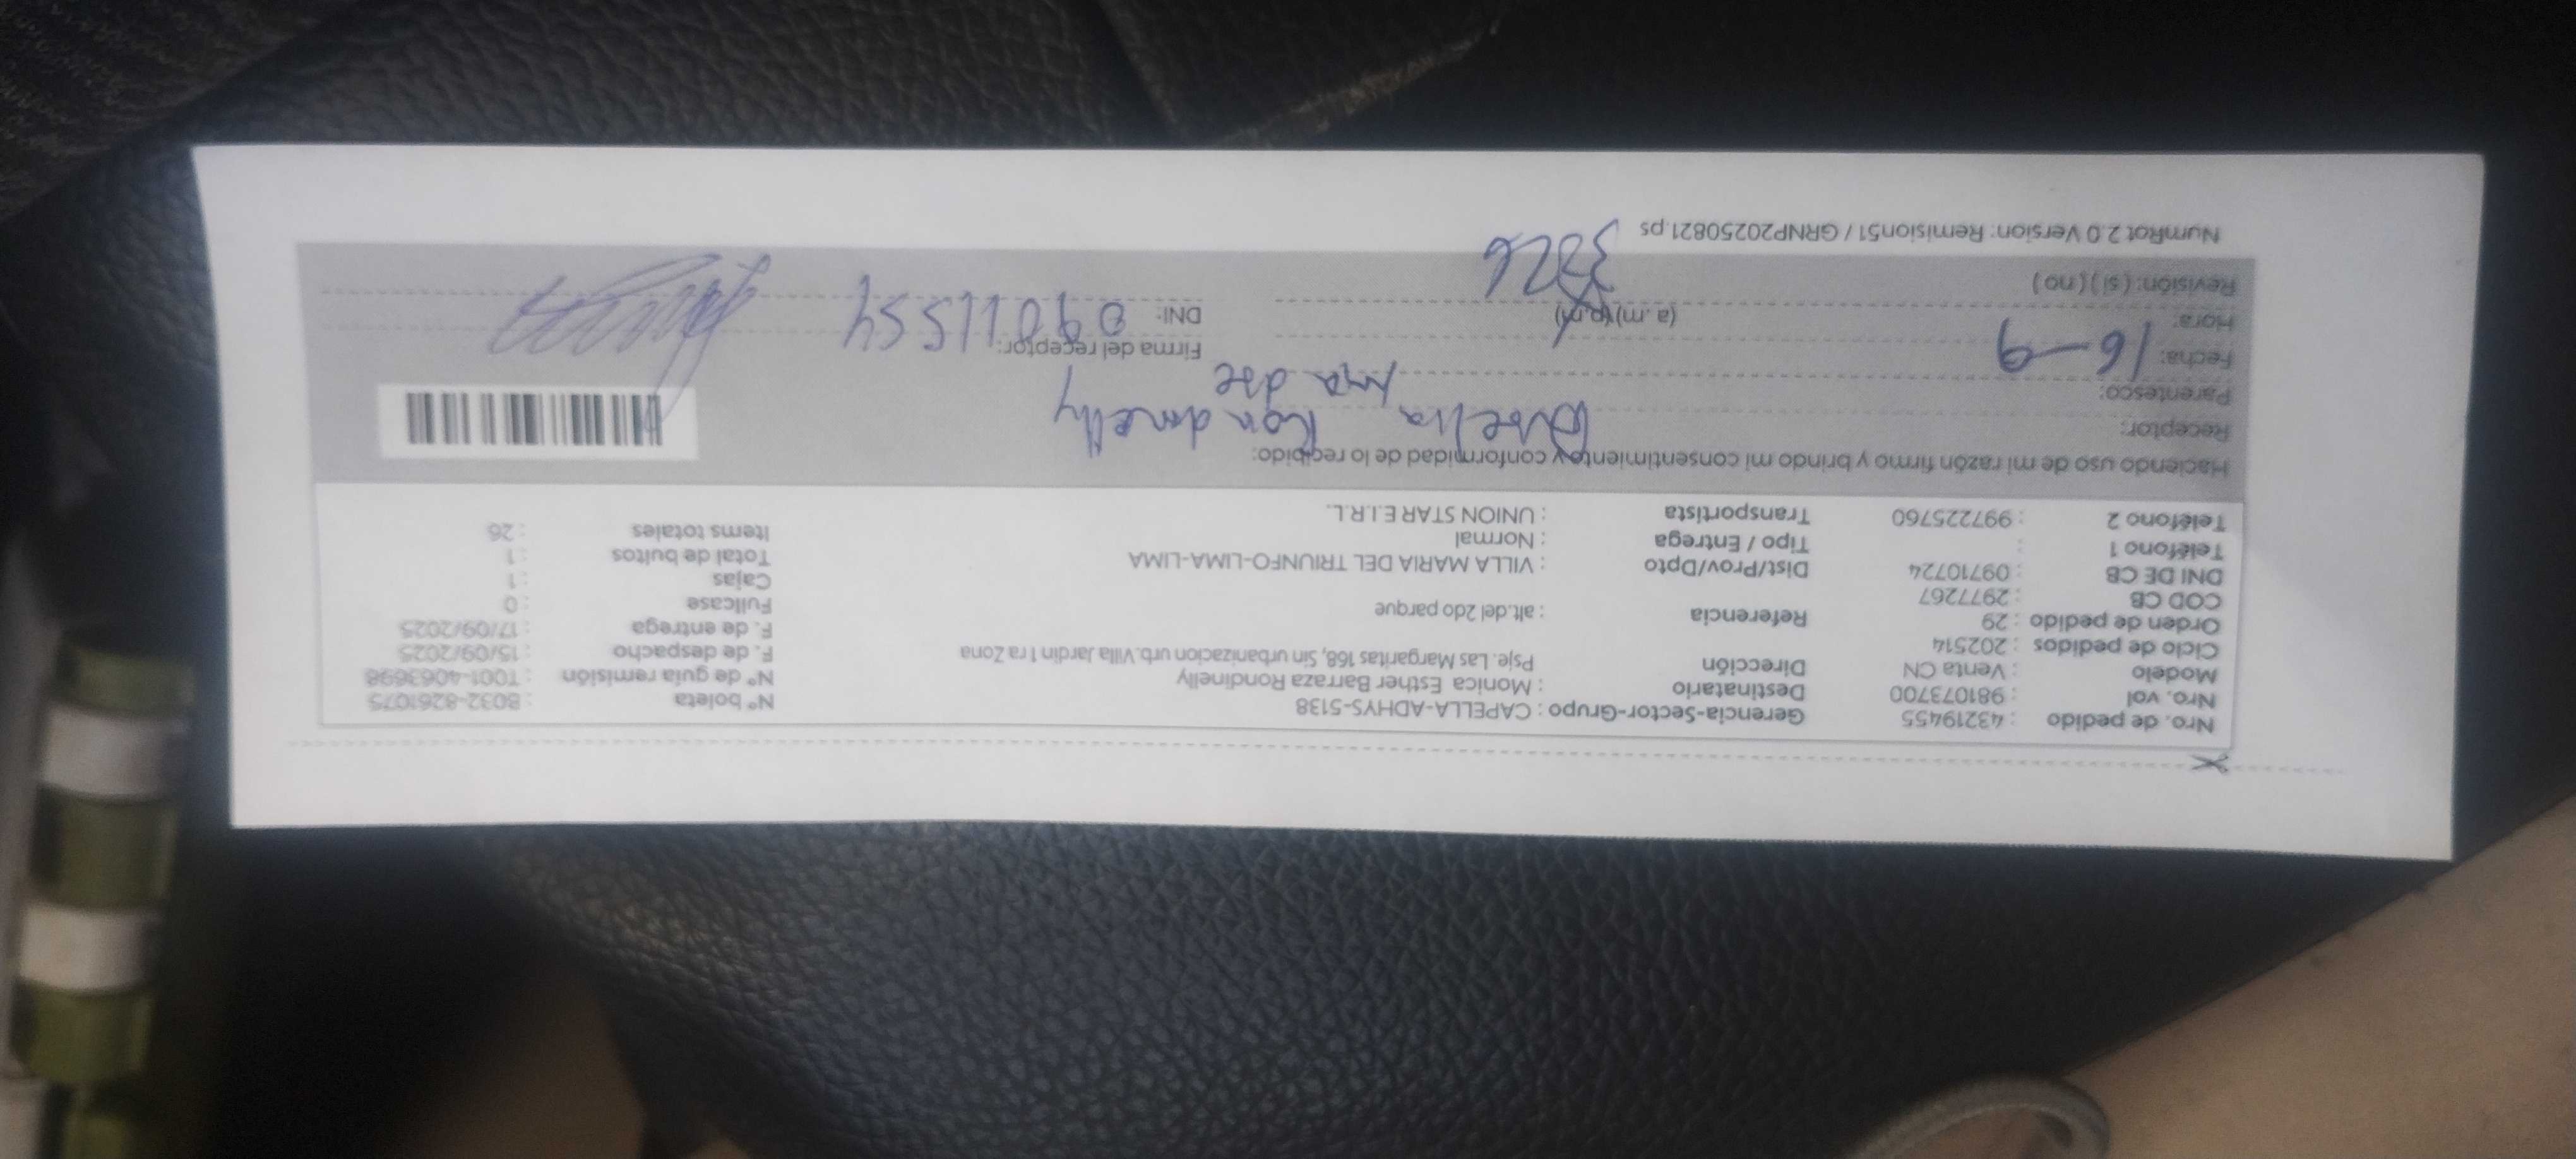 Nro. de pedido : 43219455 Gerencia-Sector-Grupo : CAPELLA-ADHYS-5138 N° boleta : B032-8261075
Nro. vol : 981073700 Destinatario : Monica Esther Barraza Rondinelly N° de guía remisión : T001-4063698
Modelo : Venta CN Dirección Psje. Las Margaritas 168, Sin urbanizacion urb.Villa Jardin 1 ra Zona F. de despacho : 15/09/2025
Ciclo de pedidos : 202514 F. de entrega : 17/09/2025
Orden de pedido : 29 Referencia : alt.del 2do parque Fullcase : 0
COD CB : 2977267 Cajas : 1
DNI DE CB : 09710724 Dist/Prov/Dpto : VILLA MARIA DEL TRIUNFO-LIMA-LIMA Total de bultos : 1
Teléfono 1 : Tipo / Entrega : Normal Items totales : 26
Teléfono 2 : 997225760 Transportista : UNION STAR E.I.R.L.
Haciendo uso de mi razón firmo y brindo mi consentimiento y conformidad de lo recibido:
Receptor:
Parentesco:
Fecha: 16-9 Firma del receptor:
Hora: (a. m)(p.m) DNI: 09011554
Revisión: ( si ) ( no ) 3226
NumRot 2.0 Version: Remision51 / GRNP20250821.ps